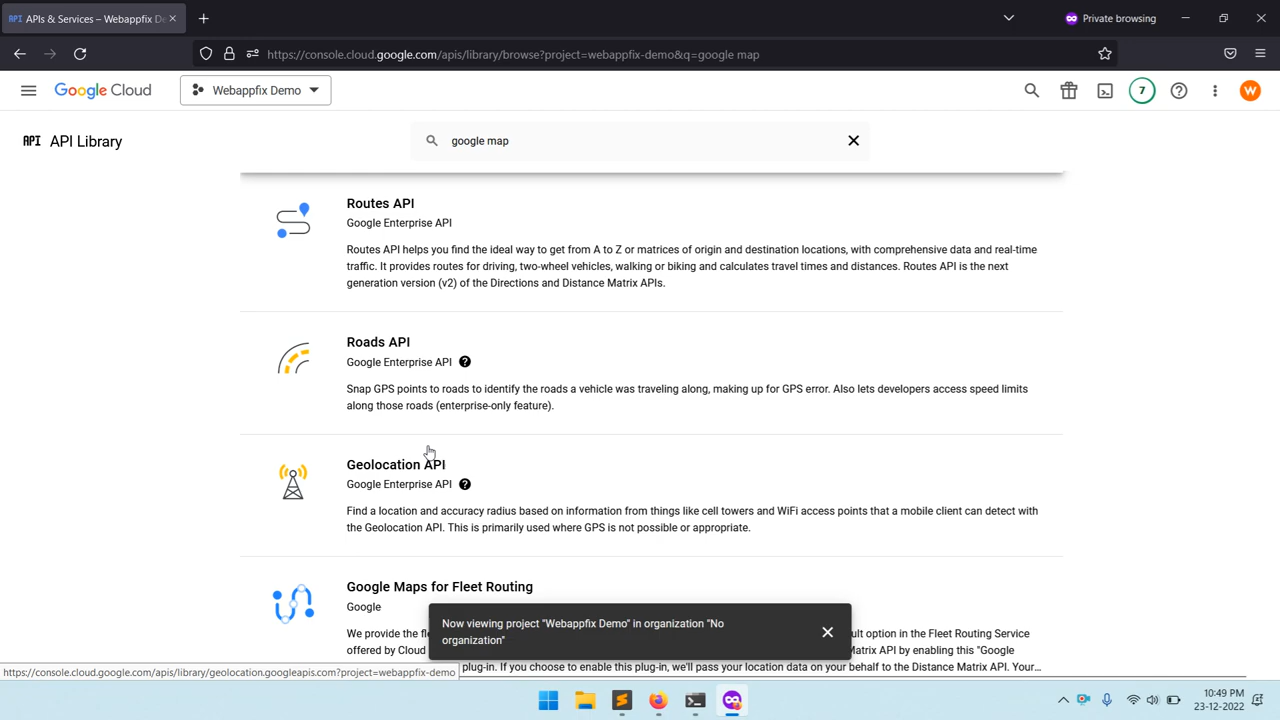 API APIs & Services – Webappfix De
Private browsing
https://console.cloud.google.com/apis/library/browse?project=webappfix-demo&q=google map
Google Cloud
Webappfix Demo
7
W
API API Library
google map
Routes API
Google Enterprise API
Routes API helps you find the ideal way to get from A to Z or matrices of origin and destination locations, with comprehensive data and real-time
traffic. It provides routes for driving, two-wheel vehicles, walking or biking and calculates travel times and distances. Routes API is the next
generation version (v2) of the Directions and Distance Matrix APIs.
Roads API
Google Enterprise API
Snap GPS points to roads to identify the roads a vehicle was traveling along, making up for GPS error. Also lets developers access speed limits
along those roads (enterprise-only feature).
Geolocation API
Google Enterprise API
Find a location and accuracy radius based on information from things like cell towers and WiFi access points that a mobile client can detect with
the Geolocation API. This is primarily used where GPS is not possible or appropriate.
Google Maps for Fleet Routing
Google
Now viewing project "Webappfix Demo" in organization "No
organization"
We provide the fle
ult option in the Fleet Routing Service
offered by Cloud
Matrix API by enabling this "Google
plug-in. If you choose to enable this plug-in, we'll pass your location data on your behalf to the Distance Matrix API. Your…
https://console.cloud.google.com/apis/library/geolocation.googleapis.com?project=webappfix-demo
10:49 PM
23-12-2022